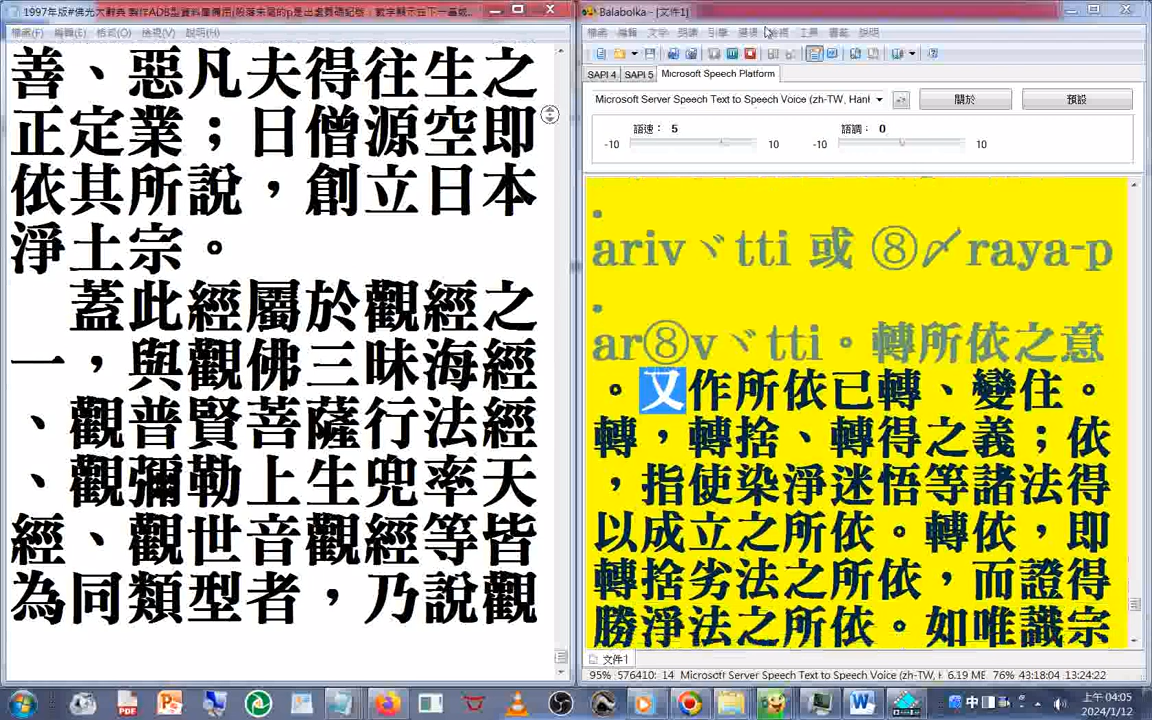 1997年版#佛光大辭典
善、惡凡夫得往生之
正定業；日僧源空即
依其所說，創立日本
淨土宗。
蓋此經屬於觀經之
一，與觀佛三昧海經
、觀普賢菩薩行法經
、觀彌勒上生兜率天
經、觀世音觀經等皆
為同類型者，乃說觀
Balabolka - [文件1]
SAPI 4 SAPI 5 Microsoft Speech Platform
Microsoft Server Speech Text to Speech Voice (zh-TW, Han
關於
預設
語速： 5
語調： 0
-10 10 -10 10
.
arivヾtti 或 ⑧〆raya-p
.
ar⑧vヾtti。轉所依之意
。又作所依已轉、變住。
轉，轉捨、轉得之義；依
，指使染淨迷悟等諸法得
以成立之所依。轉依，即
轉捨劣法之所依，而證得
勝淨法之所依。如唯識宗
文件1
95% 576410: 14 Microsoft Server Speech Text to Speech Voice (zh-TW, 6.19 ME 76% 43:18:04 13:24:22
中
上午 04:05
2024/1/12